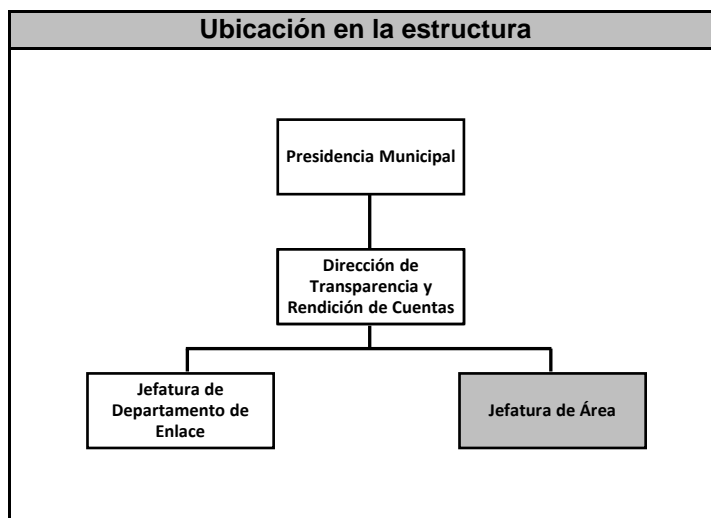 Ubicación en la estructura
Presidencia Municipal
Dirección de
Transparencia y
Rendición de Cuentas
Jefatura de
Departamento de
Enlace
Jefatura de Área